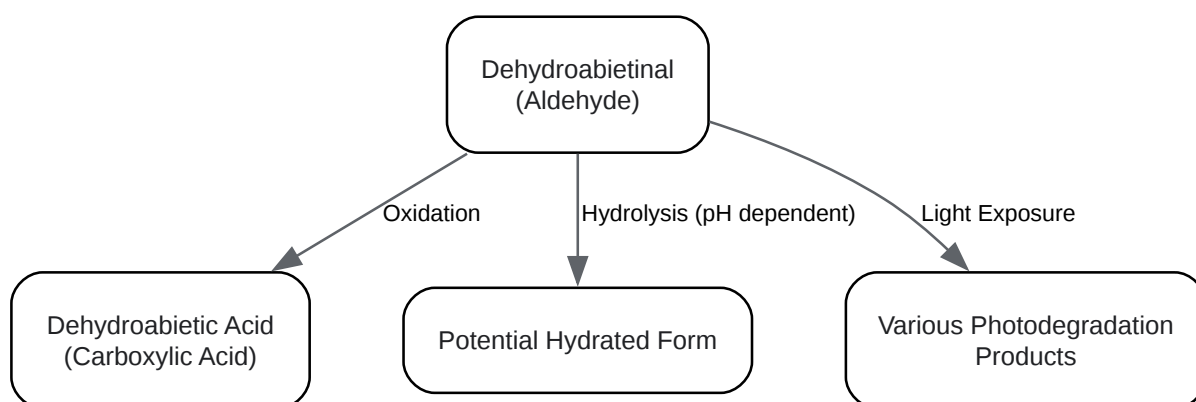 Dehydroabietinal
(Aldehyde)
Oxidation
Hydrolysis (pH dependent)
Light Exposure
Dehydroabietic Acid
(Carboxylic Acid)
Potential Hydrated Form
Various Photodegradation
Products